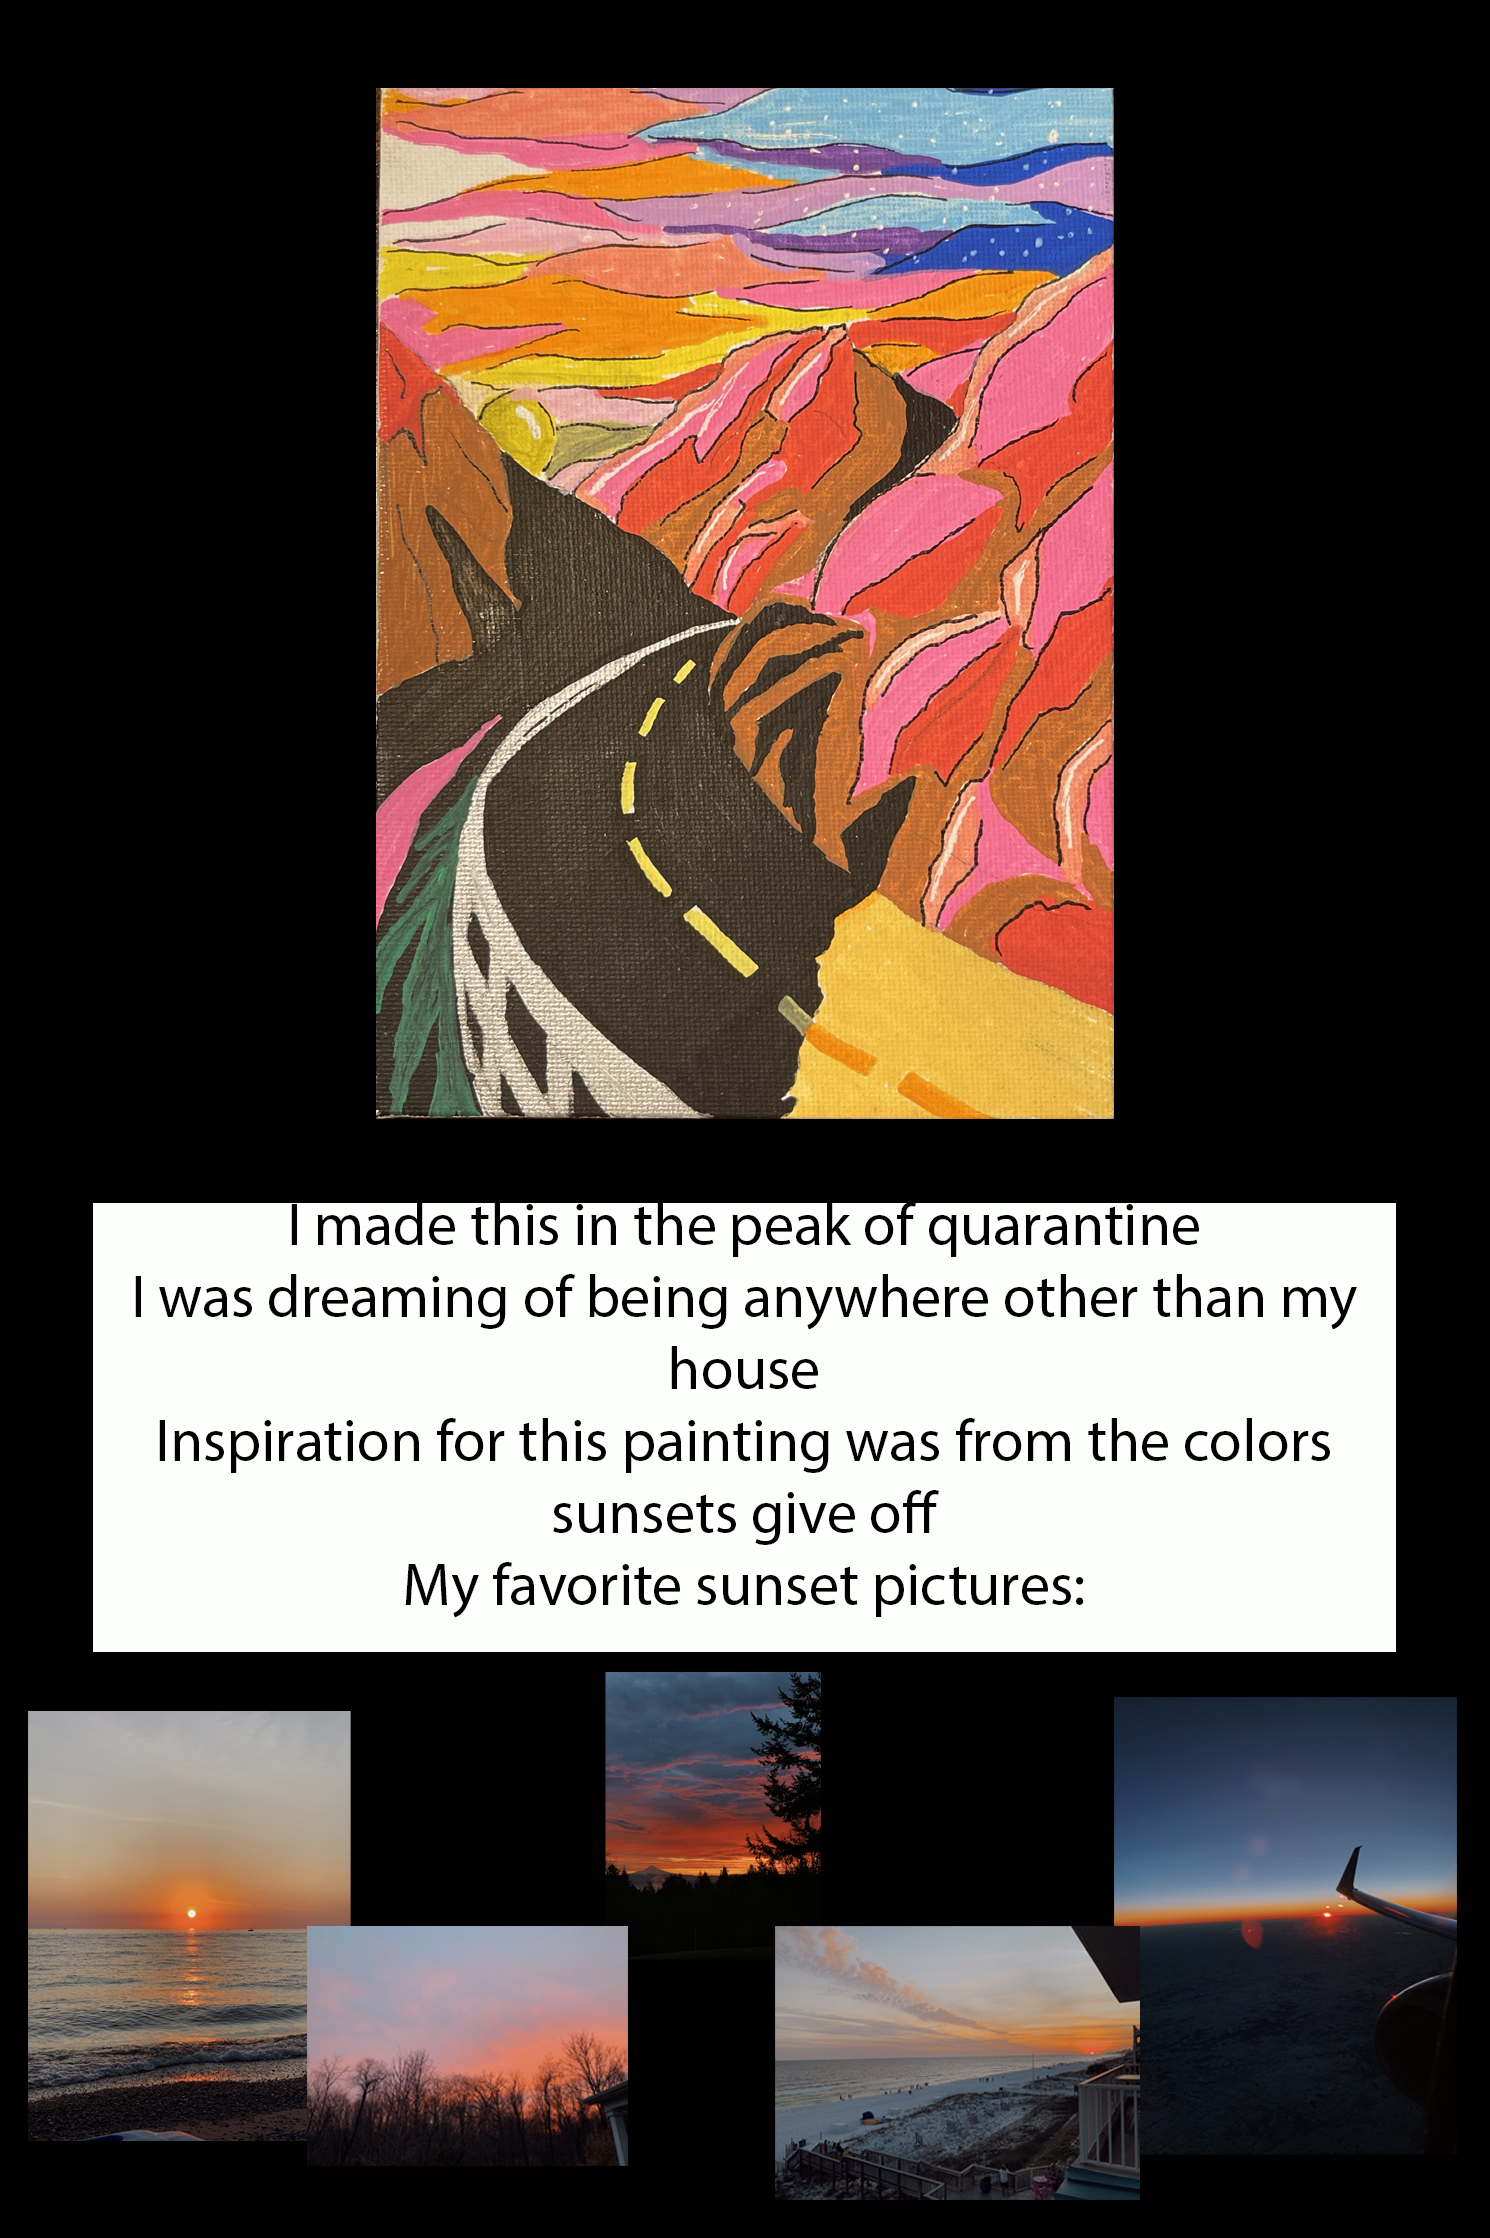 I made this in the peak of quarantine
I was dreaming of being anywhere other than my
house
Inspiration for this painting was from the colors
sunsets give off
My favorite sunset pictures: